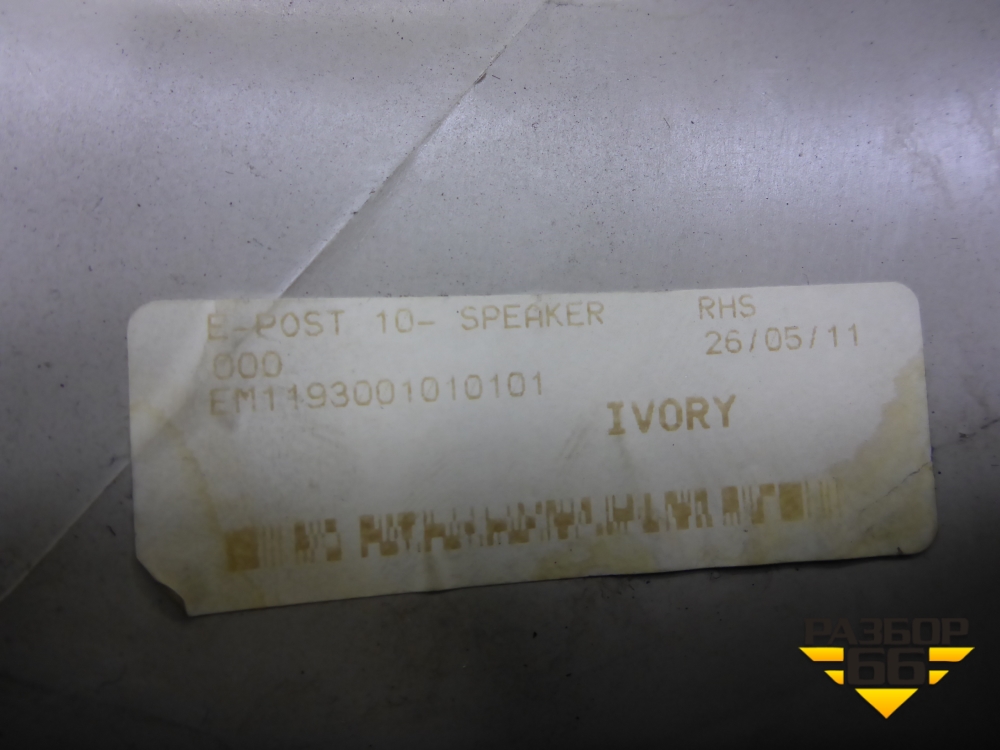 E-POST 10- SPEAKER RHS
000 26/05/11
EM1193001010101
IVORY
РАЗБОР
66